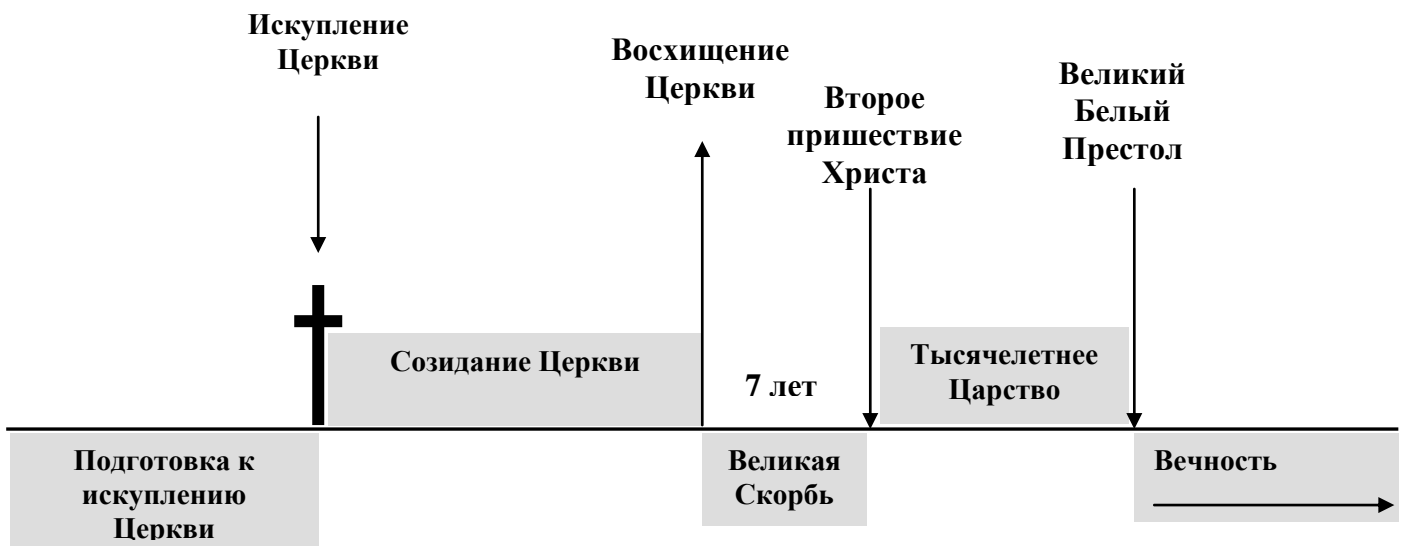 Искупление
Церкви
Восхищение
Церкви
Второе
пришествие
Христа
Великий
Белый
Престол
Созидание Церкви
7 лет
Тысячелетнее
Царство
Подготовка к
искуплению
Церкви
Великая
Скорбь
Вечность